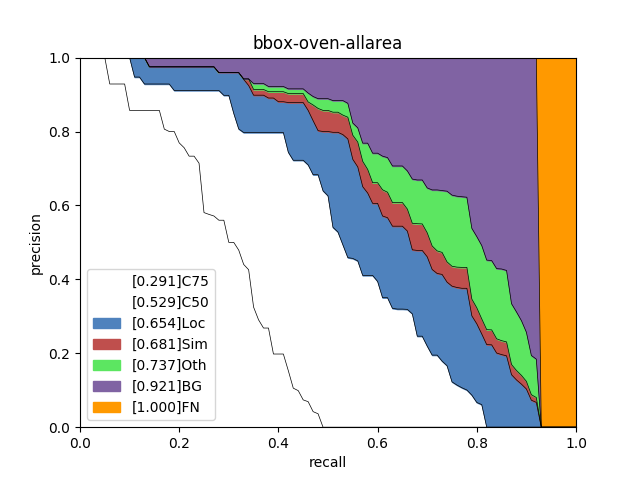 bbox-oven-allarea
1.0
0.8
0.6
0.4
0.2
0.0
precision
[0.291]C75
[0.529]C50
[0.654]Loc
[0.681]Sim
[0.737]Oth
[0.921]BG
[1.000]FN
0.0 0.2 0.4 0.6 0.8 1.0
recall